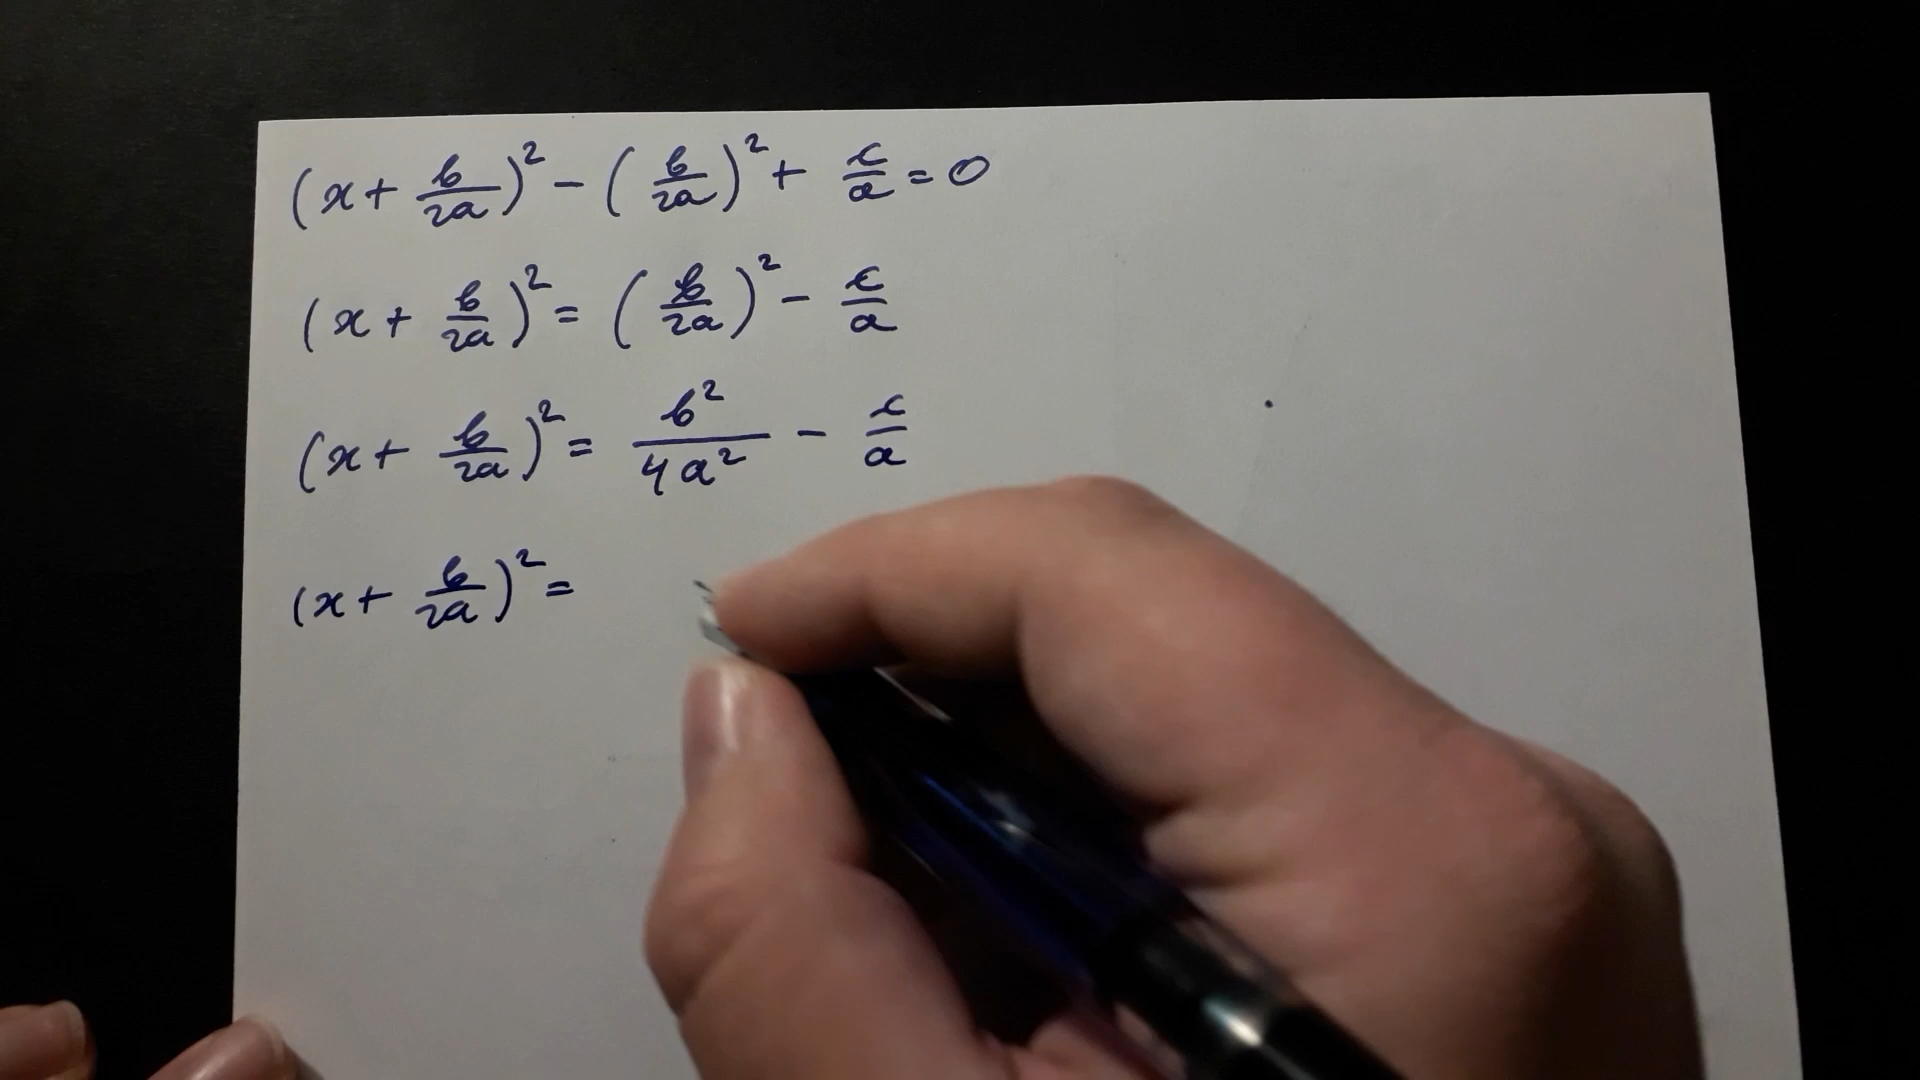 (x + b/2a)² - (b/2a)² + c/a = 0
(x + b/2a)² = (b/2a)² - c/a
(x + b/2a)² = b²/4a² - c/a
(x + b/2a)² =